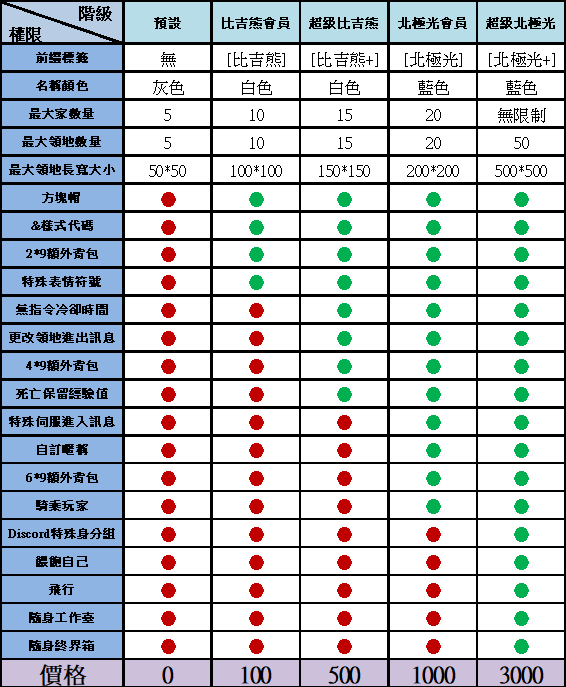 階級
權限 預設 比吉熊會員 超級比吉熊 北極光會員 超級北極光
前綴標籤 無 [比吉熊] [比吉熊+] [北極光] [北極光+]
名稱顏色 灰色 白色 白色 藍色 藍色
最大家數量 5 10 15 20 無限制
最大領地數量 5 10 15 20 50
最大領地長寬大小 50*50 100*100 150*150 200*200 500*500
方塊帽
&樣式代碼
2*9額外背包
特殊表情符號
無指令冷卻時間
更改領地進出訊息
4*9額外背包
死亡保留經驗值
特殊伺服進入訊息
自訂暱稱
6*9額外背包
騎乘玩家
Discord特殊身分組
餵飽自己
飛行
隨身工作臺
隨身終界箱
價格 0 100 500 1000 3000